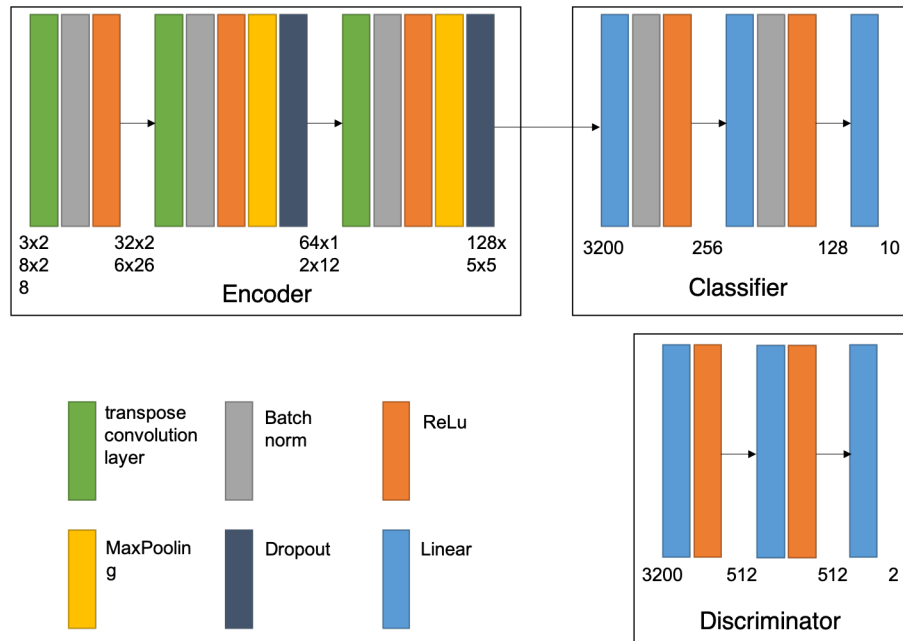 3x2
8x2
8
32x2
6x26
64x1
2x12
128x
5x5
Encoder
3200
256
128
10
Classifier
transpose
convolution
layer
Batch
norm
ReLu
MaxPoolin
g
Dropout
Linear
3200
512
512
2
Discriminator